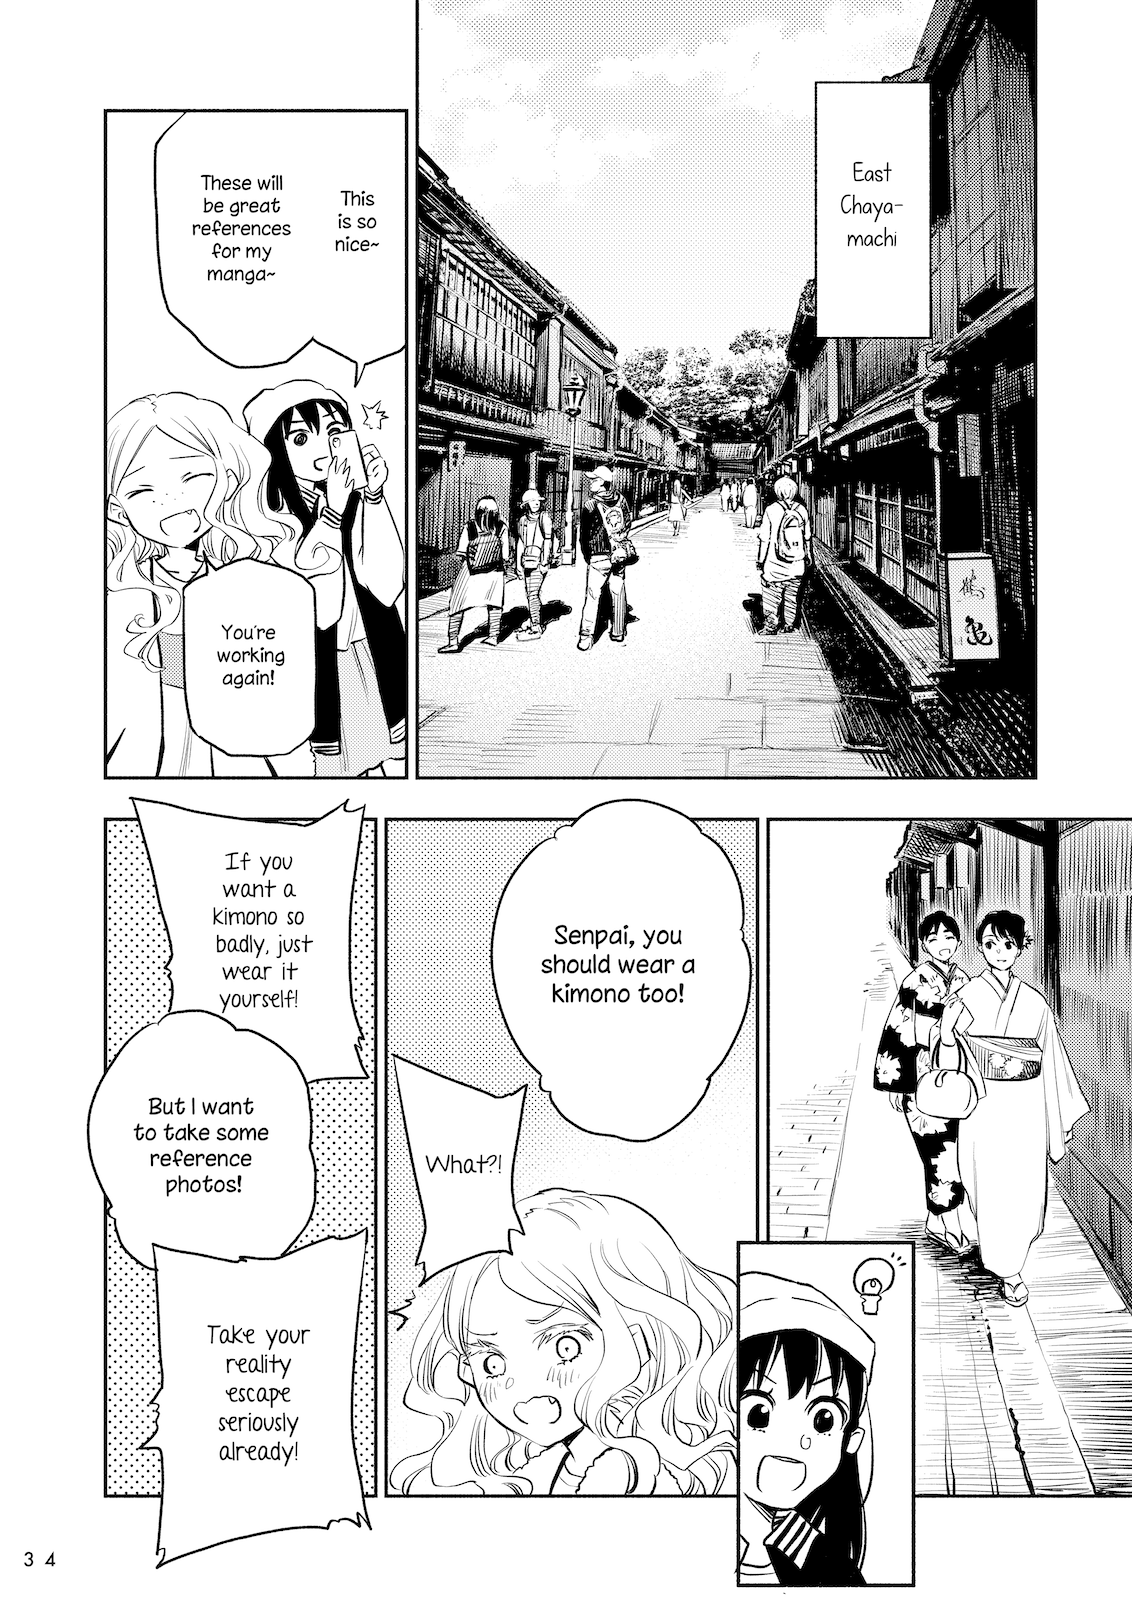 East
Chaya-
machi
This
is so
nice~
These will
be great
references
for my
manga~
You're
working
again!
Senpai, you
should wear a
kimono too!
What?!
If you
want a
kimono so
badly, just
wear it
yourself!
But I want
to take some
reference
photos!
Take your
reality
escape
seriously
already!
34